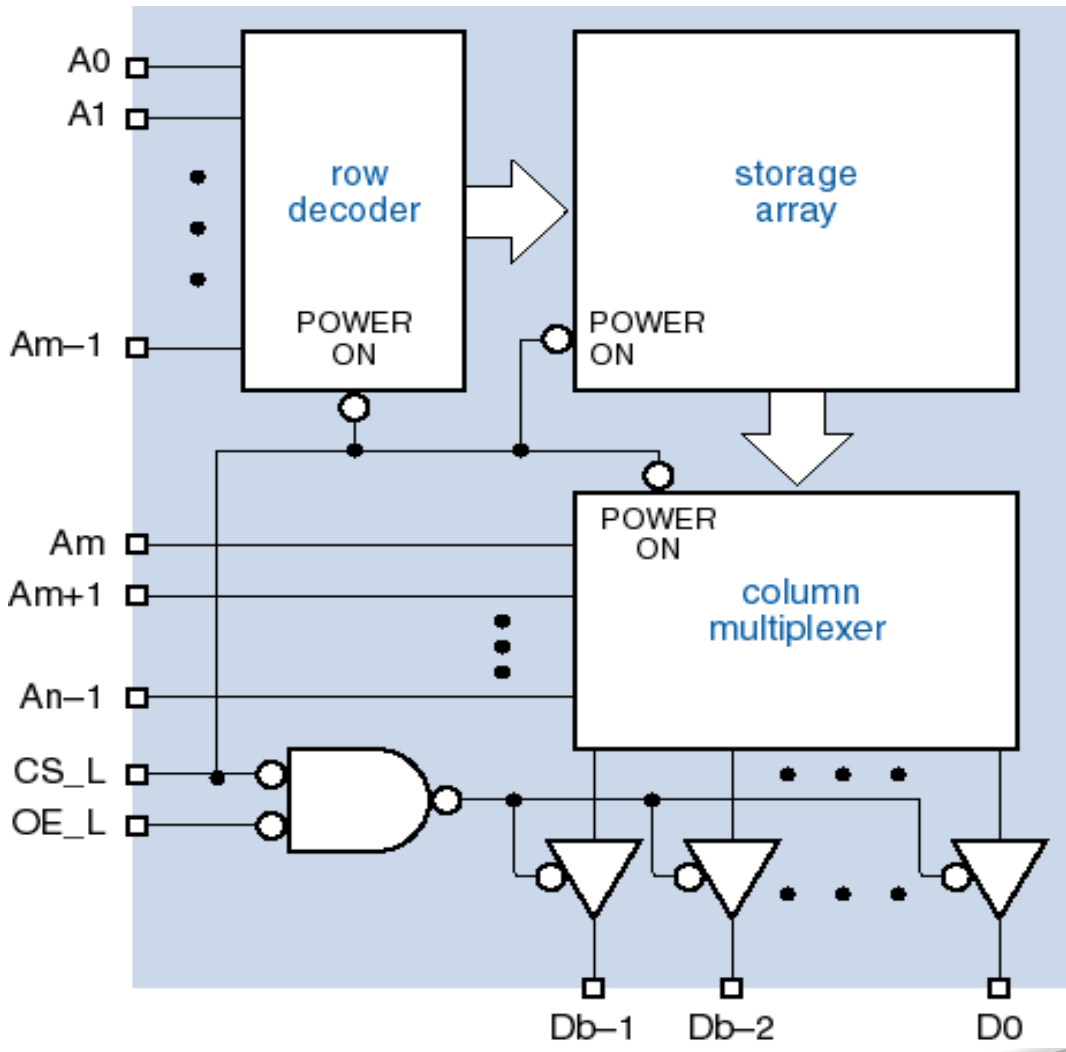 A0
A1
row
decoder
storage
array
POWER
ON
Am–1
POWER
ON
Am
POWER
ON
Am+1
column
multiplexer
An–1
CS_L
OE_L
Db–1
Db–2
D0